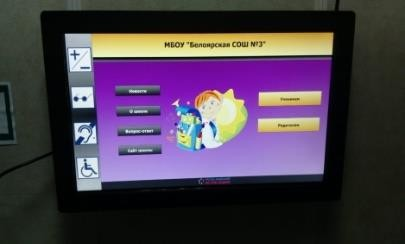 МБОУ "Белоярская СОШ №3"
Новости
О школе
Вопрос-ответ
Сайт школы
Ученикам
Родителям